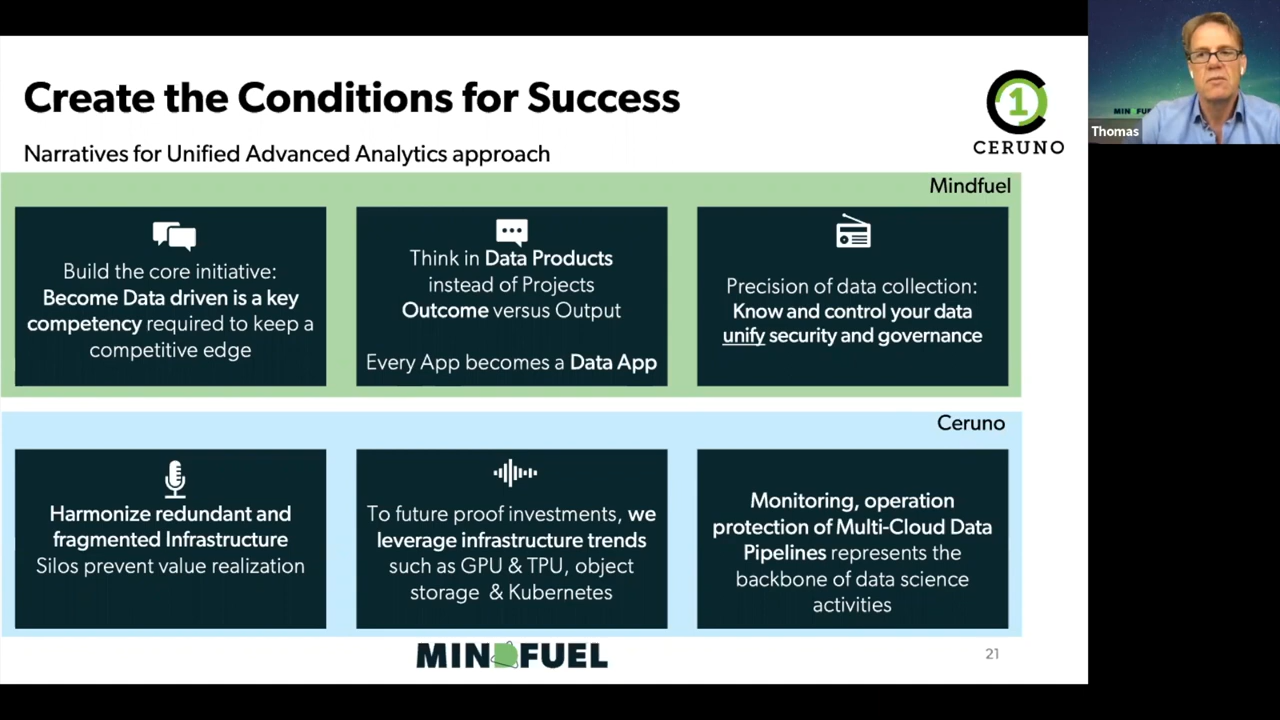 Create the Conditions for Success
Narratives for Unified Advanced Analytics approach
1
CERUNO
MINDFUEL
Thomas
Mindfuel
Build the core initiative:
Become Data driven is a key
competency required to keep a
competitive edge
Think in Data Products
instead of Projects
Outcome versus Output
Every App becomes a Data App
Precision of data collection:
Know and control your data
unify security and governance
Ceruno
Harmonize redundant and
fragmented Infrastructure
Silos prevent value realization
To future proof investments, we
leverage infrastructure trends
such as GPU & TPU, object
storage & Kubernetes
Monitoring, operation
protection of Multi-Cloud Data
Pipelines represents the
backbone of data science
activities
MINDFUEL
21